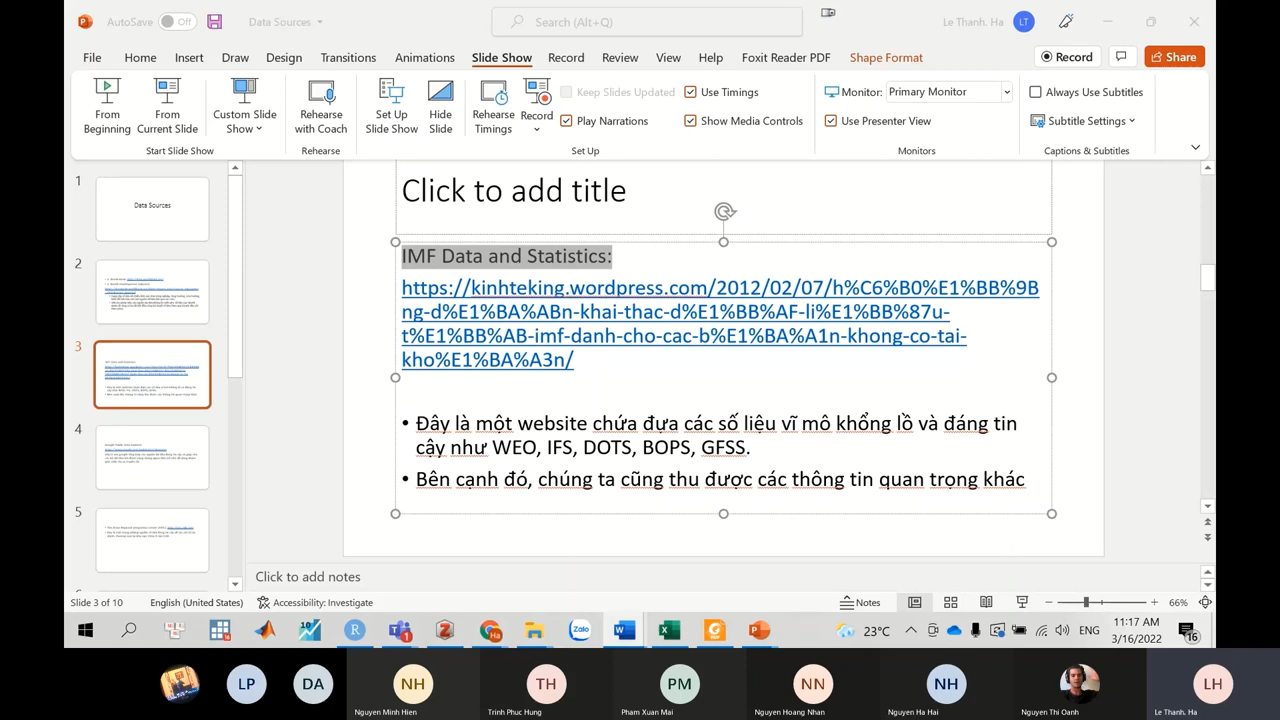 AutoSave Off Data Sources Search (Alt+Q) Le Thanh. Ha LT
File Home Insert Draw Design Transitions Animations Slide Show Record Review View Help Foxit Reader PDF Shape Format Record Share
From Beginning
From Current Slide
Custom Slide Show
Start Slide Show
Rehearse with Coach
Rehearse
Set Up Slide Show
Hide Slide
Rehearse Timings
Record
Keep Slides Updated
Play Narrations
Use Timings
Show Media Controls
Set Up
Monitor: Primary Monitor
Use Presenter View
Monitors
Always Use Subtitles
Subtitle Settings
Captions & Subtitles
1
Data Sources
2
3
4
5
Click to add title
IMF Data and Statistics:
https://kinhteking.wordpress.com/2012/02/07/h%C6%B0%E1%BB%9B
ng-d%E1%BA%ABn-khai-thac-d%E1%BB%AF-li%E1%BB%87u-
t%E1%BB%AB-imf-danh-cho-cac-b%E1%BA%A1n-khong-co-tai-
kho%E1%BA%A3n/
• Đây là một website chứa đựa các số liệu vĩ mô khổng lồ và đáng tin
cậy như WEO, IFS, DOTS, BOPS, GFSS.
• Bên cạnh đó, chúng ta cũng thu được các thông tin quan trọng khác
Click to add notes
Slide 3 of 10 English (United States) Accessibility: Investigate Notes 66%
10 R 1 Ha Zalo 23°C ENG 11:17 AM
3/16/2022 16
LP DA NH TH PM NN NH LH
Nguyen Minh Hien Trinh Phuc Hung Pham Xuan Mai Nguyen Hoang Nhan Nguyen Ha Hai Nguyen Thi Oanh Le Thanh. Ha